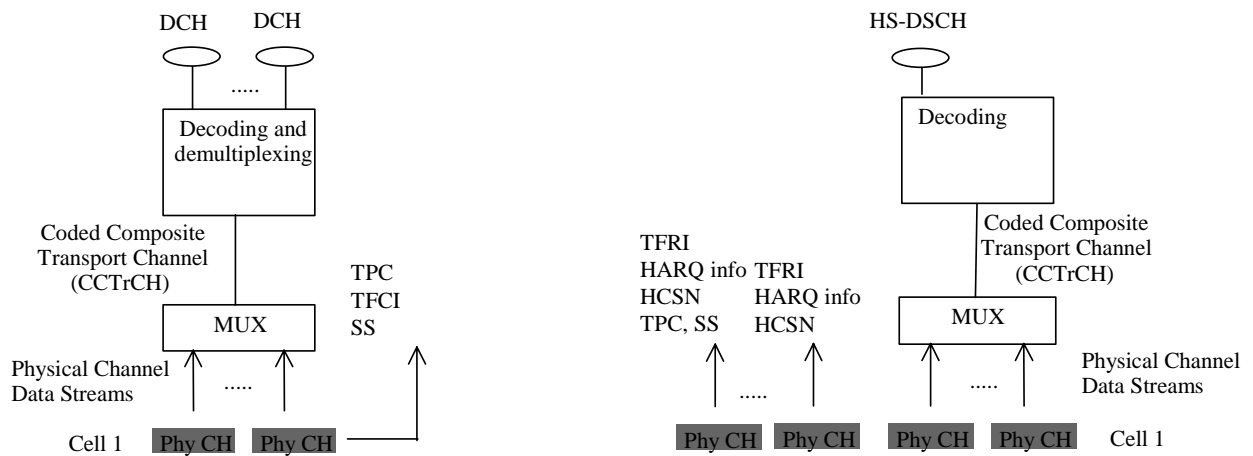 DCH DCH
.....
Decoding and
demultiplexing
Coded Composite
Transport Channel
(CCTrCH)
TPC
TFCI
SS
MUX
Physical Channel
Data Streams
.....
Cell 1 Phy CH Phy CH
HS-DSCH
Decoding
Coded Composite
Transport Channel
(CCTrCH)
TFRI
HARQ info
HCSN
TPC, SS
TFRI
HARQ info
HCSN
MUX
Physical Channel
Data Streams
..... .....
Phy CH Phy CH Phy CH Phy CH Cell 1